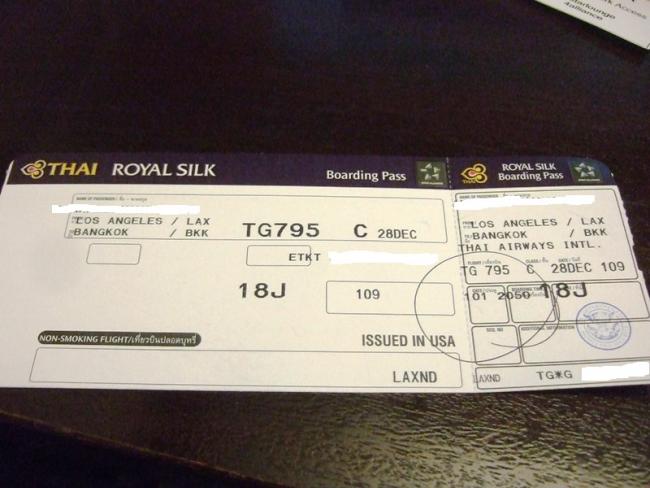 THAI ROYAL SILK Boarding Pass
LOS ANGELES / LAX
BANGKOK / BKK
TG795 C 28DEC
ETKT
18J 109
NON-SMOKING FLIGHT/เที่ยวบินปลอดบุหรี่
ISSUED IN USA
LAXND
ROYAL SILK
Boarding Pass
LOS ANGELES / LAX
BANGKOK / BKK
THAI AIRWAYS INTL.
TG 795 C 28DEC 109
101 2050 18J
ADDITIONAL INFORMATION
LAXND TG*G